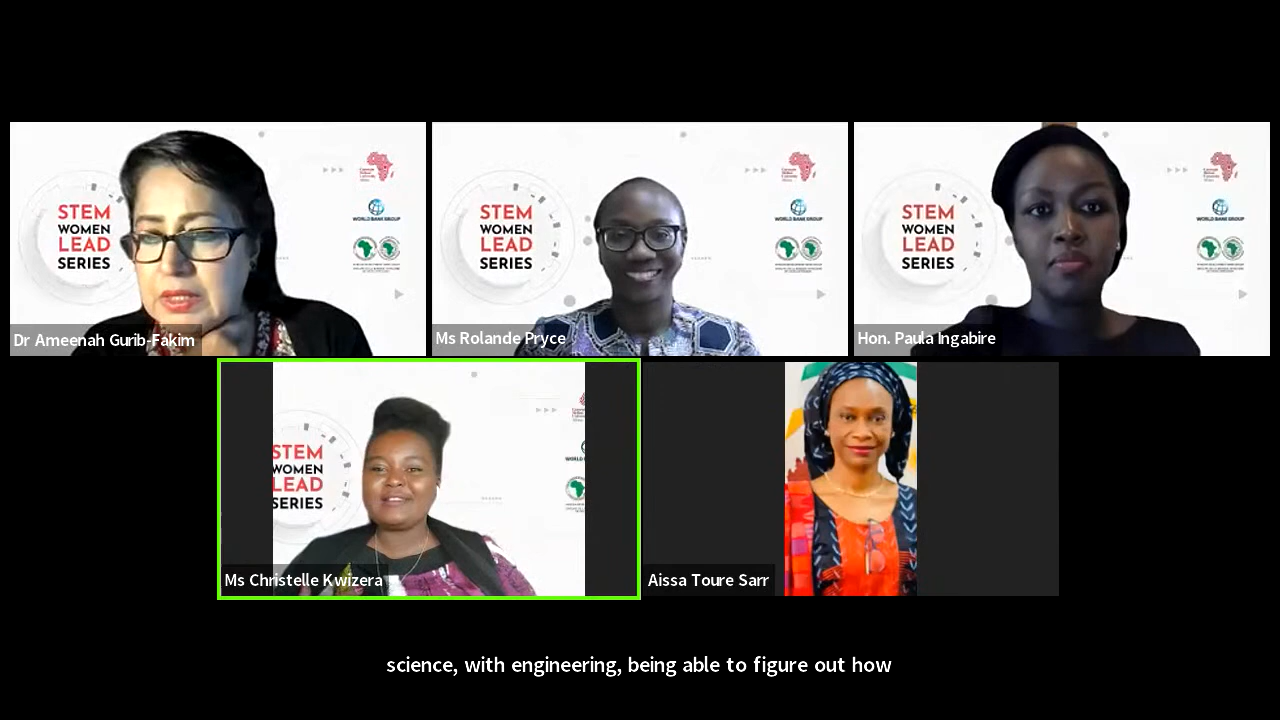 STEM
WOMEN
LEAD
SERIES
WORLD BANK GROUP
Dr Ameenah Gurib-Fakim
STEM
WOMEN
LEAD
SERIES
WORLD BANK GROUP
Ms Rolande Pryce
STEM
WOMEN
LEAD
SERIES
WORLD BANK GROUP
Hon. Paula Ingabire
STEM
WOMEN
LEAD
SERIES
Ms Christelle Kwizera
Aissa Toure Sarr
science, with engineering, being able to figure out how